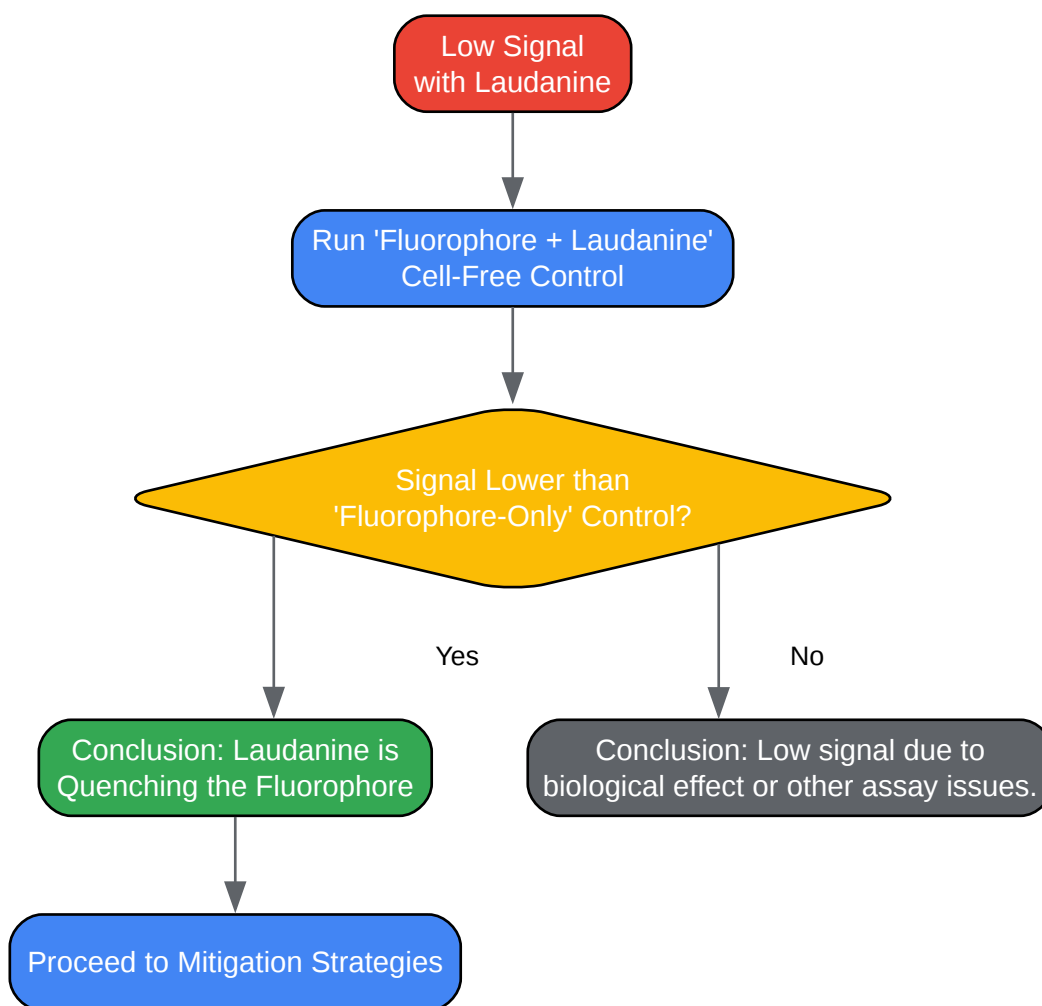 Low Signal
with Laudanine
Run 'Fluorophore + Laudanine'
Cell-Free Control
Signal Lower than
'Fluorophore-Only' Control?
Yes
No
Conclusion: Laudanine is
Quenching the Fluorophore
Conclusion: Low signal due to
biological effect or other assay issues.
Proceed to Mitigation Strategies